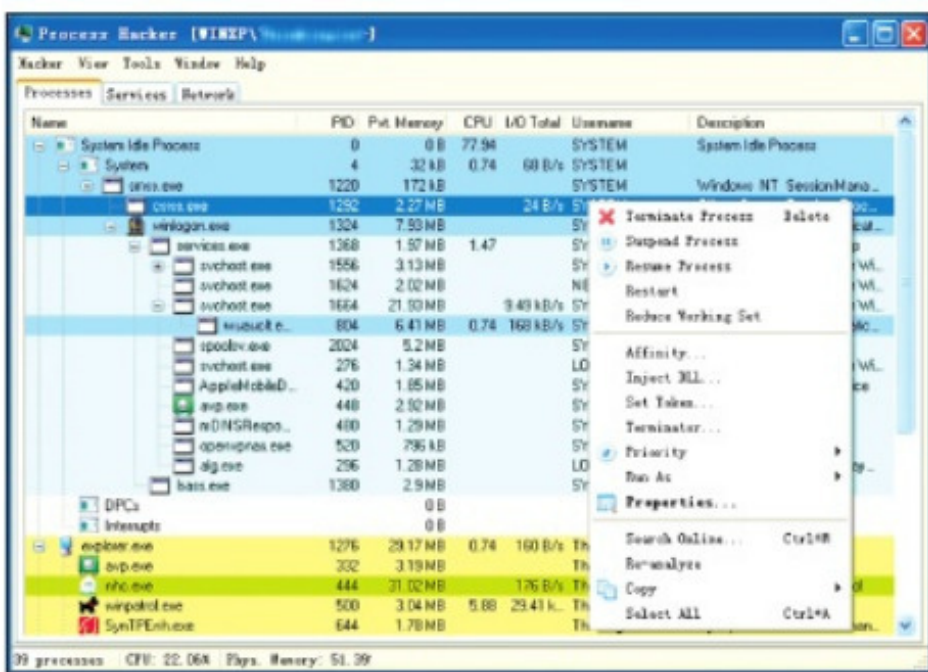 Process Hacker [WINXP\
Hacker View Tools Window Help
Processes Services Network
Name PID Pvt. Memory CPU I/O Total Username Description
System Idle Process 0 0 B 77.94 SYSTEM System Idle Process
System 4 32 kB 0.74 68 B/s SYSTEM
smss.exe 1220 172 kB SYSTEM Windows NT Session Mana...
csrss.exe 1292 2.27 MB 24 B/s
winlogon.exe 1324 7.93 MB
services.exe 1368 1.97 MB 1.47
svchost.exe 1556 3.13 MB
svchost.exe 1624 2.02 MB
svchost.exe 1664 21.93 MB 9.49 kB/s
804 6.41 MB 0.74 168 kB/s
spoolsv.exe 2024 5.2 MB
svchost.exe 276 1.34 MB LO
AppleMobileD... 420 1.85 MB
avp.exe 448 2.92 MB
mDNSRespo... 480 1.29 MB
openvpnas.exe 520 796 kB
alg.exe 296 1.28 MB LO
1380 2.9 MB
DPCs 0 B
Interrupts 0 B
explorer.exe 1276 29.17 MB 0.74 160 B/s Th
avp.exe 332 3.19 MB Th
nhc.exe 444 31.02 MB 176 B/s Th
winpatrol.exe 500 3.04 MB 5.88 29.41 k... Th
SynTPEnh.exe 644 1.78 MB Th
Terminate Process Delete
Suspend Process
Resume Process
Restart
Reduce Working Set
Affinity...
Inject DLL...
Set Token...
Terminator...
Priority
Run As
Properties...
Search Online... Ctrl+M
Re-analyze
Copy
Select All Ctrl+A
39 processes CPU: 22.06% Phys. Memory: 51.39